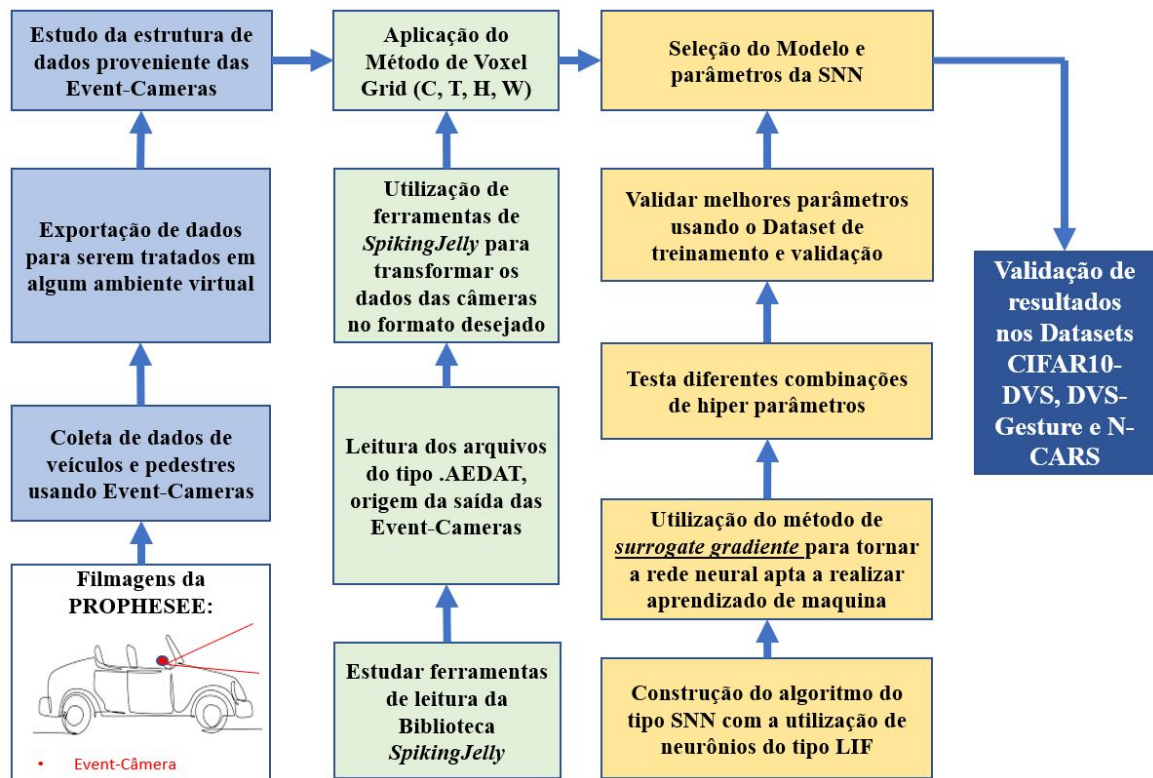 Estudo da estrutura de
dados proveniente das
Event-Cameras
Exportação de dados
para serem tratados em
algum ambiente virtual
Coleta de dados de
veículos e pedestres
usando Event-Cameras
Filmagens da
PROPHESEE:
• Event-Câmera
Aplicação do
Método de Voxel
Grid (C, T, H, W)
Utilização de
ferramentas de
SpikingJelly para
transformar os
dados das câmeras
no formato desejado
Leitura dos arquivos
do tipo .AEDAT,
origem da saída das
Event-Cameras
Estudar ferramentas
de leitura da
Biblioteca
SpikingJelly
Seleção do Modelo e
parâmetros da SNN
Validar melhores parâmetros
usando o Dataset de
treinamento e validação
Testa diferentes combinações
de hiper parâmetros
Utilização do método de
surrogate gradiente para tornar
a rede neural apta a realizar
aprendizado de maquina
Construção do algoritmo do
tipo SNN com a utilização de
neurônios do tipo LIF
Validação de
resultados
nos Datasets
CIFAR10-
DVS, DVS-
Gesture e N-
CARS